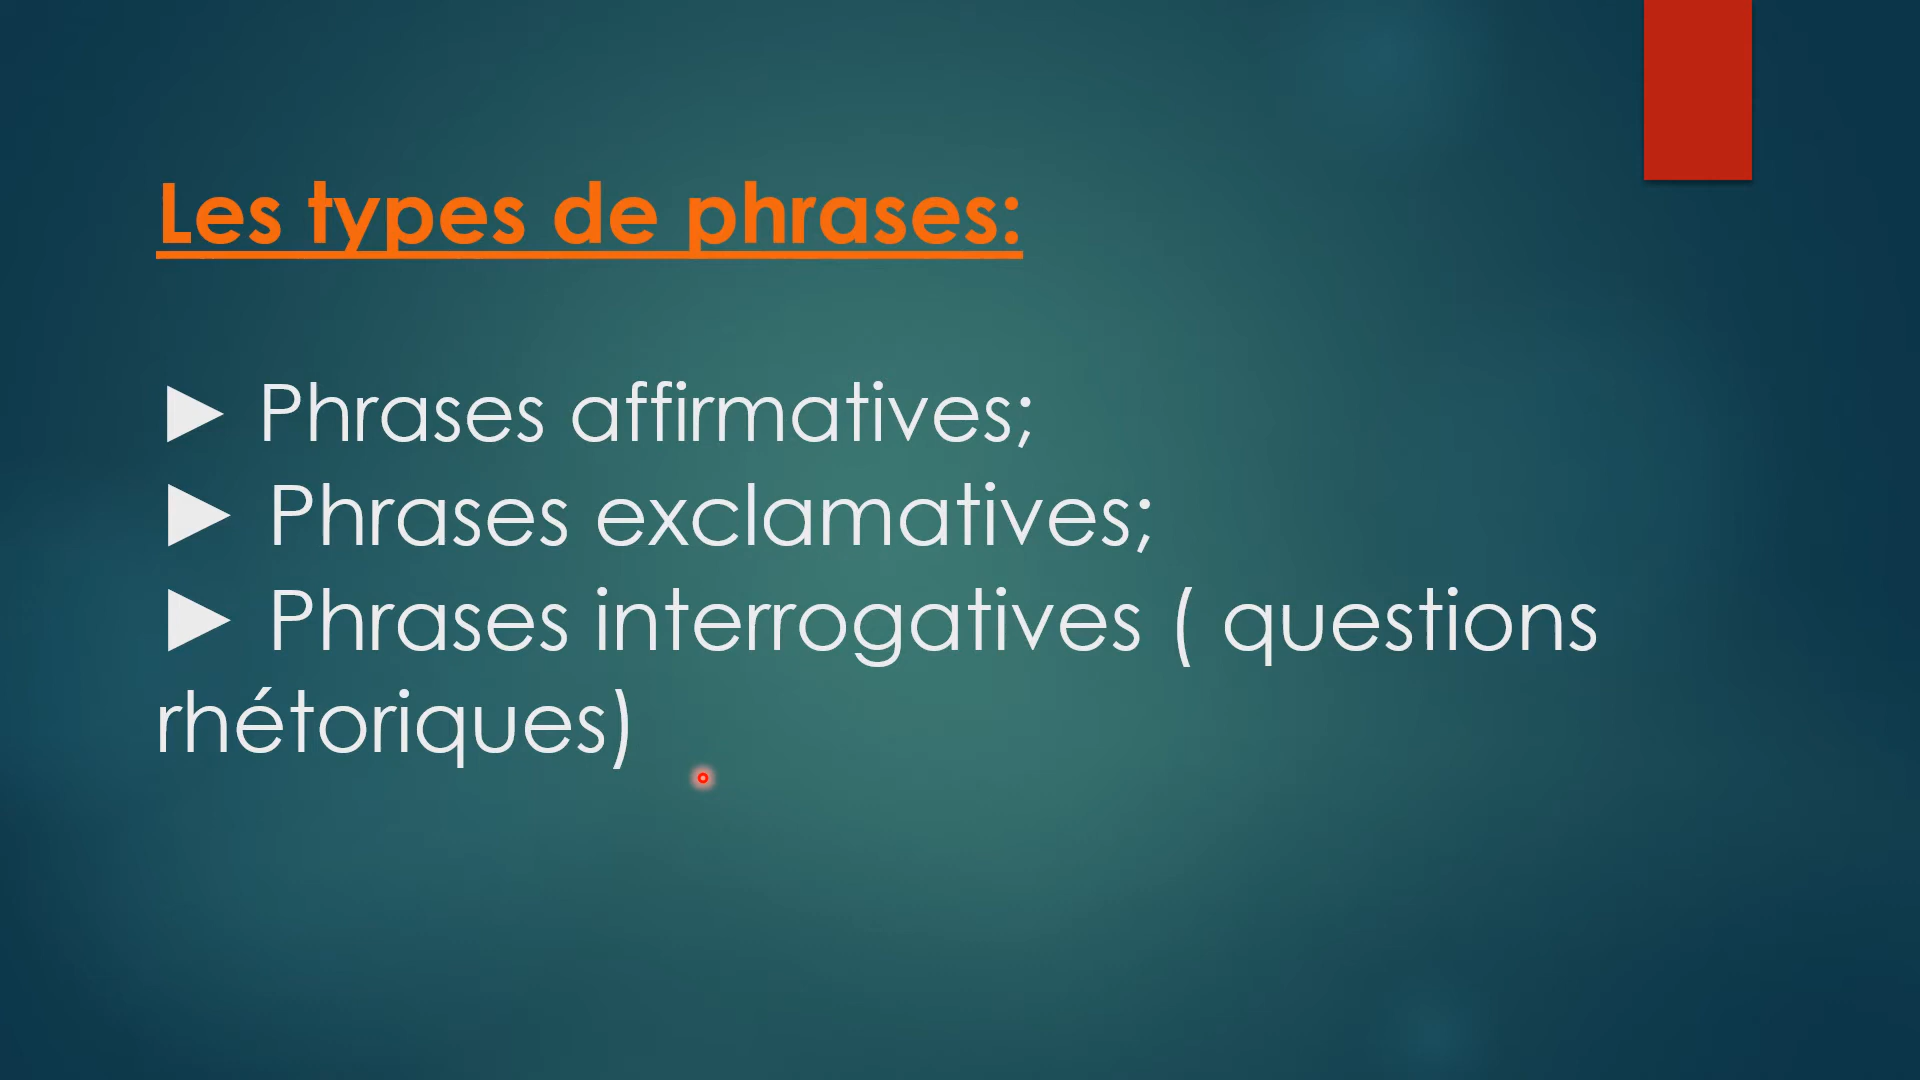 Les types de phrases:
► Phrases affirmatives;
► Phrases exclamatives;
► Phrases interrogatives ( questions
rhétoriques)